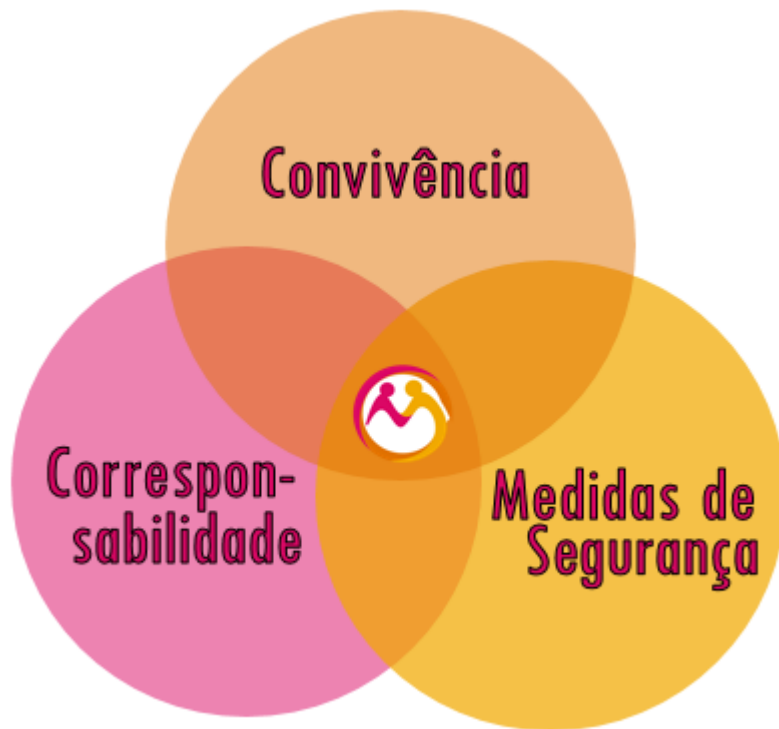 Convivência
Correspon-
sabilidade
Medidas de
Segurança